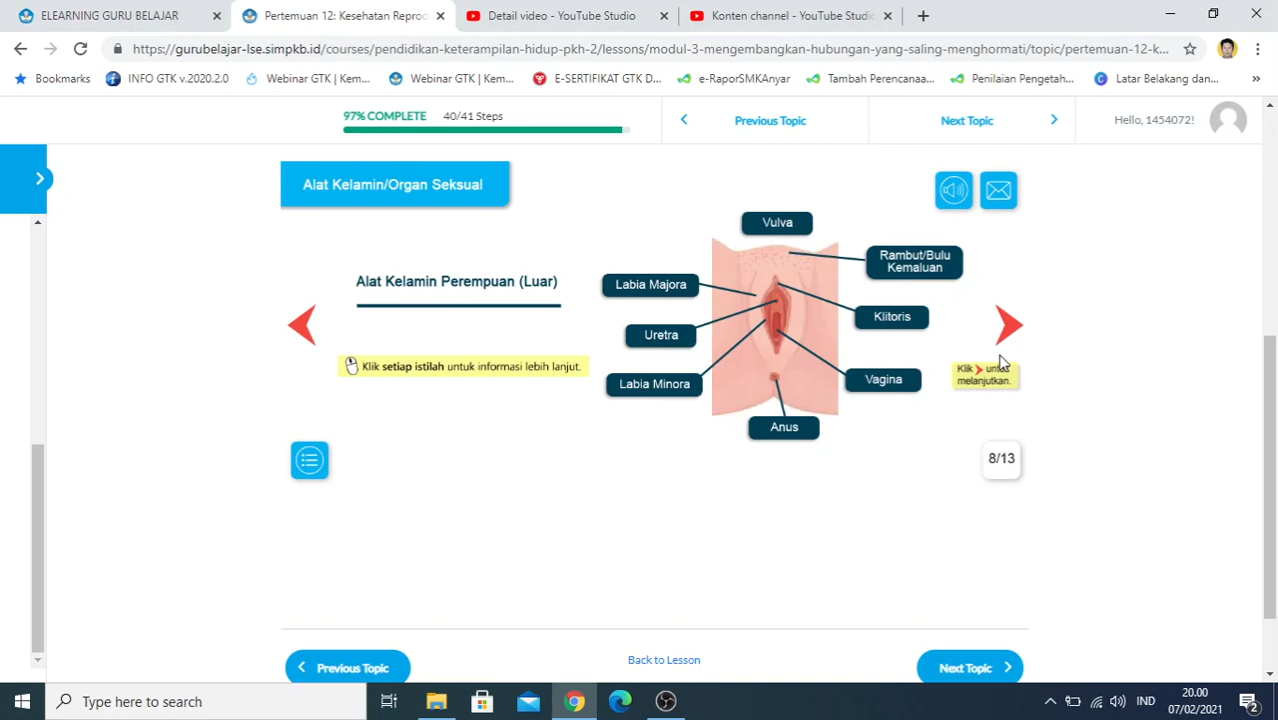 ELEARNING GURU BELAJAR
Pertemuan 12: Kesehatan Reprod
Detail video - YouTube Studio
Konten channel - YouTube Studio
https://gurubelajar-lse.simpkb.id/courses/pendidikan-keterampilan-hidup-pkh-2/lessons/modul-3-mengembangkan-hubungan-yang-saling-menghormati/topic/pertemuan-12-k...
Bookmarks
INFO GTK v.2020.2.0
Webinar GTK | Kem...
Webinar GTK | Kem...
E-SERTIFIKAT GTK D...
e-RaporSMKAnyar
Tambah Perencanaa...
Penilaian Pengetah...
Latar Belakang dan...
97% COMPLETE 40/41 Steps
Previous Topic
Next Topic
Hello, 1454072!
Alat Kelamin/Organ Seksual
Vulva
Rambut/Bulu
Kemaluan
Alat Kelamin Perempuan (Luar)
Labia Majora
Klitoris
Uretra
Klik setiap istilah untuk informasi lebih lanjut.
Labia Minora
Vagina
Klik untuk
melanjutkan.
Anus
8/13
Previous Topic
Back to Lesson
Next Topic
Type here to search
IND
20.00
07/02/2021
2